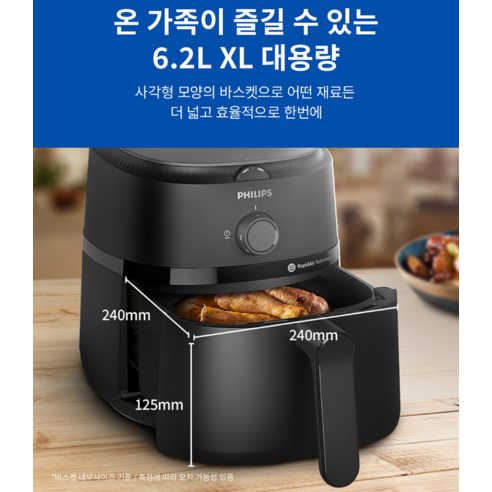 온 가족이 즐길 수 있는
6.2L XL 대용량
사각형 모양의 바스켓으로 어떤 재료든
더 넓고 효율적으로 한번에
PHILIPS
RapidAir Technology
240mm
240mm
125mm
*바스켓 내부사이즈 기준 / 측정에 따라 오차 가능성 있음